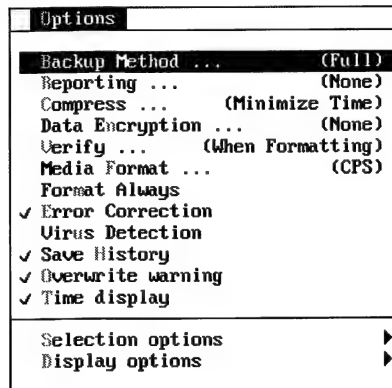 Options
Backup Method ... (Full)
Reporting ... (None)
Compress ... (Minimize Time)
Data Encryption ... (None)
Verify ... (When Formatting)
Media Format ... (CPS)
Format Always
✓ Error Correction
Virus Detection
✓ Save History
✓ Overwrite warning
✓ Time display
Selection options ▶
Display options ▶